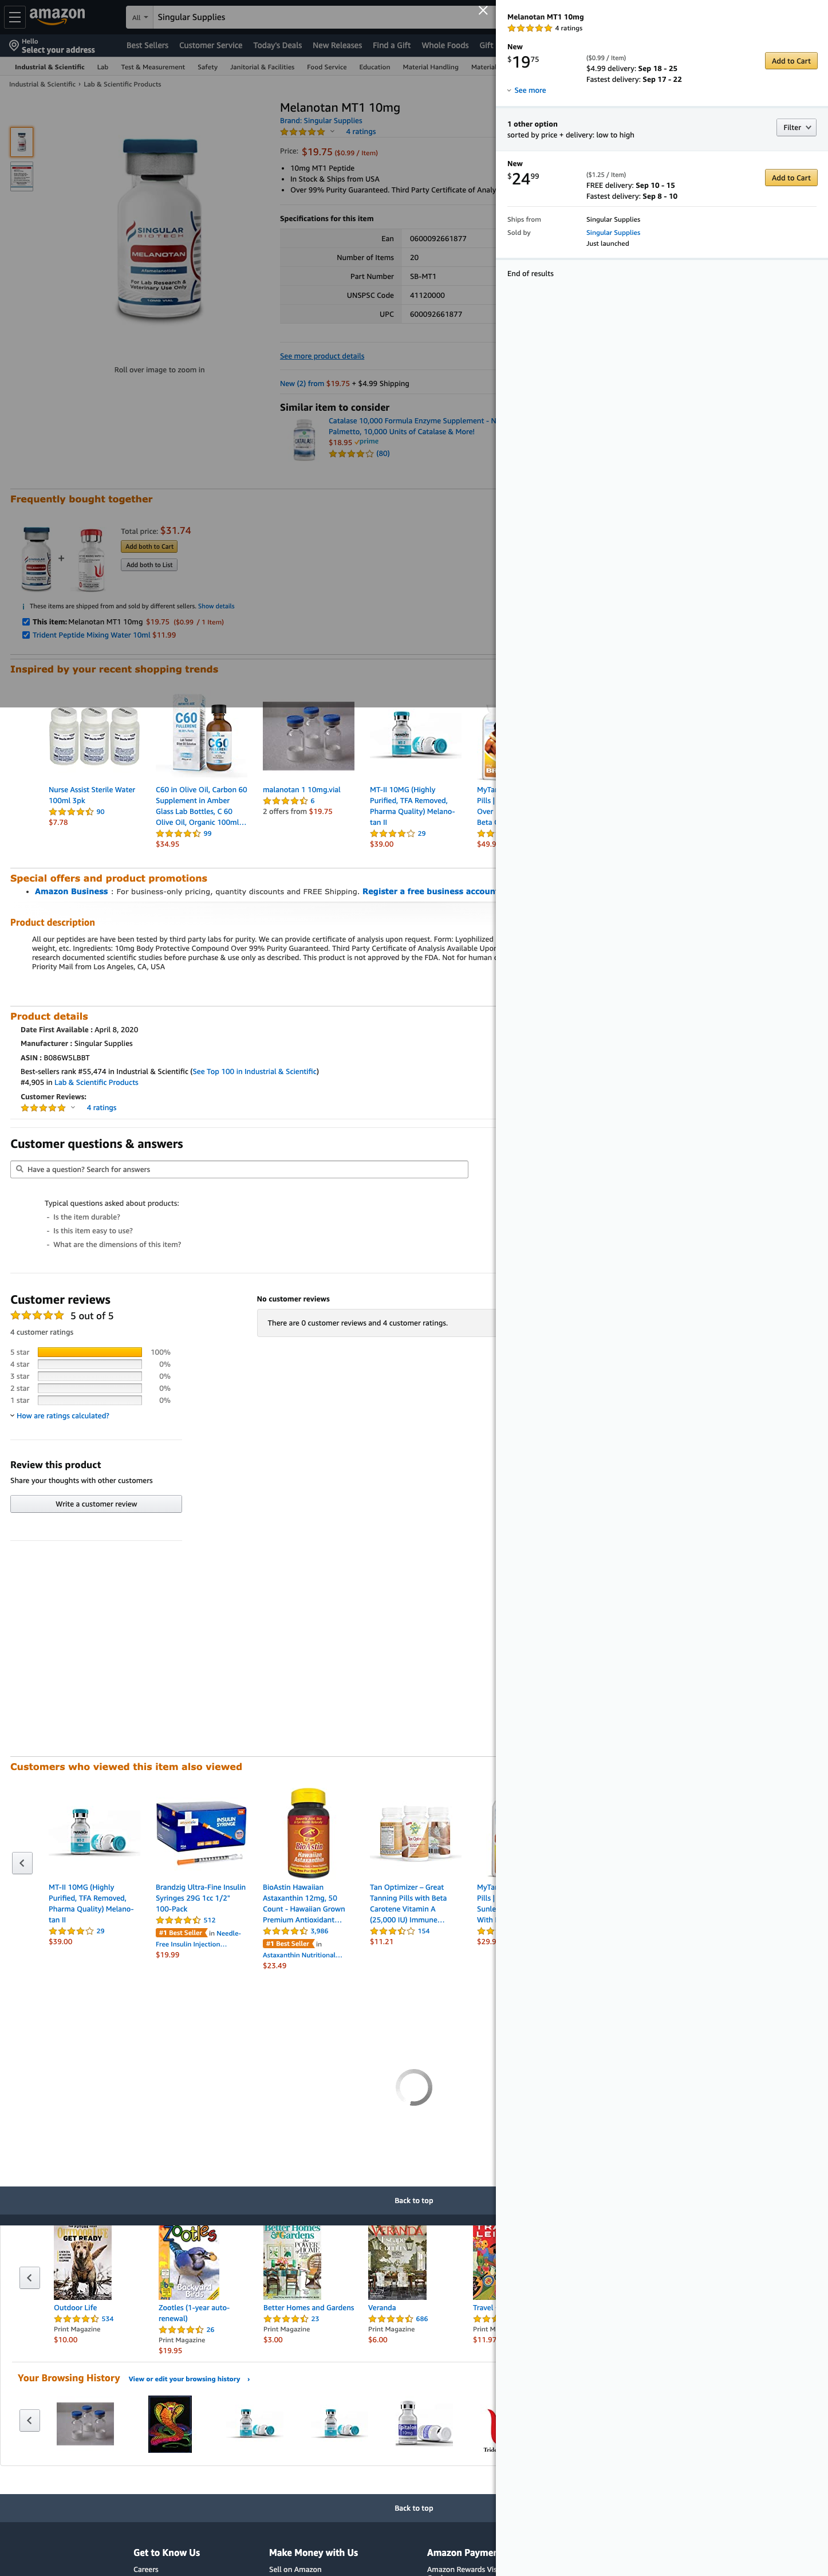 amazon
All
Singular Supplies
Hello
Select your address
Best Sellers Customer Service Today's Deals New Releases Find a Gift Whole Foods Gift
Industrial & Scientific Lab Test & Measurement Safety Janitorial & Facilities Food Service Education Material Handling Material
Industrial & Scientific › Lab & Scientific Products
SINGULAR
BIOTECH
MELANOTAN
For Lab Research &
Veterinary Use Only
Roll over image to zoom in
Melanotan MT1 10mg
Brand: Singular Supplies
4 ratings
Price: $19.75 ($0.99 / Item)
• 10mg MT1 Peptide
• In Stock & Ships from USA
• Over 99% Purity Guaranteed. Third Party Certificate of Analy
Specifications for this item
Ean 0600092661877
Number of Items 20
Part Number SB-MT1
UNSPSC Code 41120000
UPC 600092661877
See more product details
New (2) from $19.75 + $4.99 Shipping
Similar item to consider
Catalase 10,000 Formula Enzyme Supplement - N
Palmetto, 10,000 Units of Catalase & More!
$18.95 prime
(80)
Frequently bought together
Total price: $31.74
Add both to Cart
Add both to List
+
i These items are shipped from and sold by different sellers. Show details
This item: Melanotan MT1 10mg $19.75 ($0.99 / 1 Item)
Trident Peptide Mixing Water 10ml $11.99
Inspired by your recent shopping trends
C60
C60
Nurse Assist Sterile Water
100ml 3pk
90
$7.78
C60 in Olive Oil, Carbon 60
Supplement in Amber
Glass Lab Bottles, C 60
Olive Oil, Organic 100ml...
99
$34.95
malanotan 1 10mg.vial
6
2 offers from $19.75
MT-II 10MG (Highly
Purified, TFA Removed,
Pharma Quality) Melano-
tan II
29
$39.00
MyTa
Pills |
Over
Beta
$49.9
Special offers and product promotions
• Amazon Business : For business-only pricing, quantity discounts and FREE Shipping. Register a free business accoun
Product description
All our peptides are have been tested by third party labs for purity. We can provide certificate of analysis upon request. Form: Lyophilized
weight, etc. Ingredients: 10mg Body Protective Compound Over 99% Purity Guaranteed. Third Party Certificate of Analysis Available Upon
research documented scientific studies before purchase & use only as described. This product is not approved by the FDA. Not for human
Priority Mail from Los Angeles, CA, USA
Product details
Date First Available : April 8, 2020
Manufacturer : Singular Supplies
ASIN : B086W5LBBT
Best-sellers rank #55,474 in Industrial & Scientific (See Top 100 in Industrial & Scientific)
#4,905 in Lab & Scientific Products
Customer Reviews:
4 ratings
Customer questions & answers
Have a question? Search for answers
Typical questions asked about products:
- Is the item durable?
- Is this item easy to use?
- What are the dimensions of this item?
Customer reviews
5 out of 5
4 customer ratings
5 star 100%
4 star 0%
3 star 0%
2 star 0%
1 star 0%
How are ratings calculated?
No customer reviews
There are 0 customer reviews and 4 customer ratings.
Review this product
Share your thoughts with other customers
Write a customer review
Customers who viewed this item also viewed
INSULIN
SYRINGE
BioAstin
HAWAIIAN
ASTAXANTHIN
MT-II 10MG (Highly
Purified, TFA Removed,
Pharma Quality) Melano-
tan II
29
$39.00
Brandzig Ultra-Fine Insulin
Syringes 29G 1cc 1/2"
100-Pack
512
#1 Best Seller in Needle-
Free Insulin Injection...
$19.99
BioAstin Hawaiian
Astaxanthin 12mg, 50
Count - Hawaiian Grown
Premium Antioxidant...
3,986
#1 Best Seller in
Astaxanthin Nutritional...
$23.49
Tan Optimizer – Great
Tanning Pills with Beta
Carotene Vitamin A
(25,000 IU) Immune...
154
$11.21
MyTa
Pills |
Sunle
With
$29.9
Back to top
OUTDOOR LIFE
GET READY
Zootles
Backyard
Birds
Better Homes
& Gardens
THE
POWER
of
HOME
VERANDA
Outdoor Life
534
Print Magazine
$10.00
Zootles (1-year auto-
renewal)
26
Print Magazine
$19.95
Better Homes and Gardens
23
Print Magazine
$3.00
Veranda
686
Print Magazine
$6.00
Travel
Print M
$11.97
Your Browsing History View or edit your browsing history ›
Epitalon
Tride
Back to top
Get to Know Us
Careers
Make Money with Us
Sell on Amazon
Amazon Paymen
Amazon Rewards Vis
Melanotan MT1 10mg
4 ratings
New
$19 75
($0.99 / Item)
$4.99 delivery: Sep 18 - 25
Fastest delivery: Sep 17 - 22
Add to Cart
See more
1 other option
sorted by price + delivery: low to high
Filter
New
$24 99
($1.25 / Item)
FREE delivery: Sep 10 - 15
Fastest delivery: Sep 8 - 10
Add to Cart
Ships from Singular Supplies
Sold by Singular Supplies
Just launched
End of results